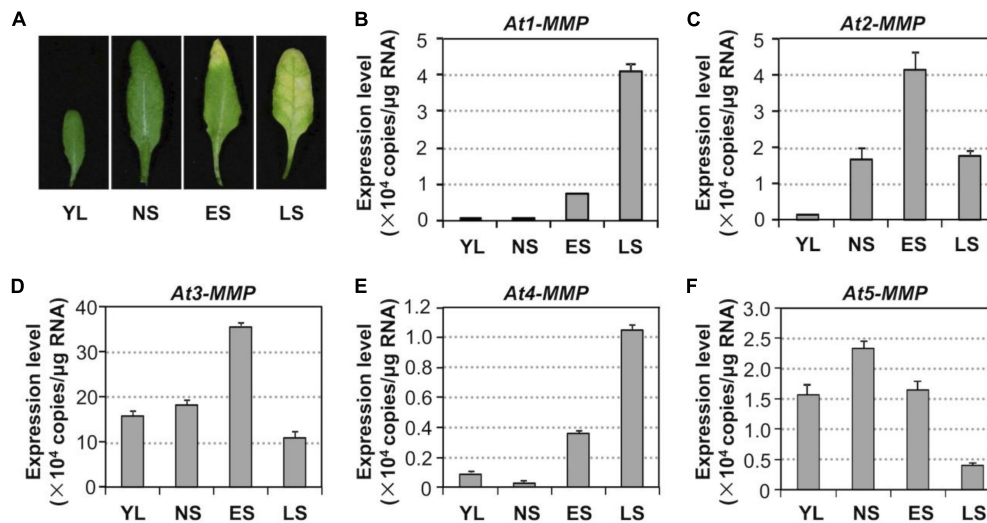 A
YL NS ES LS
B
At1-MMP
Expression level
(×10⁴ copies/μg RNA)
5
4
3
2
1
0
YL NS ES LS
C
At2-MMP
Expression level
(×10⁴ copies/μg RNA)
5
4
3
2
1
0
YL NS ES LS
D
At3-MMP
Expression level
(×10⁴ copies/μg RNA)
40
30
20
10
0
YL NS ES LS
E
At4-MMP
Expression level
(×10⁴ copies/μg RNA)
1.2
1.0
0.8
0.6
0.4
0.2
0
YL NS ES LS
F
At5-MMP
Expression level
(×10⁴ copies/μg RNA)
3.0
2.5
2.0
1.5
1.0
0.5
0
YL NS ES LS